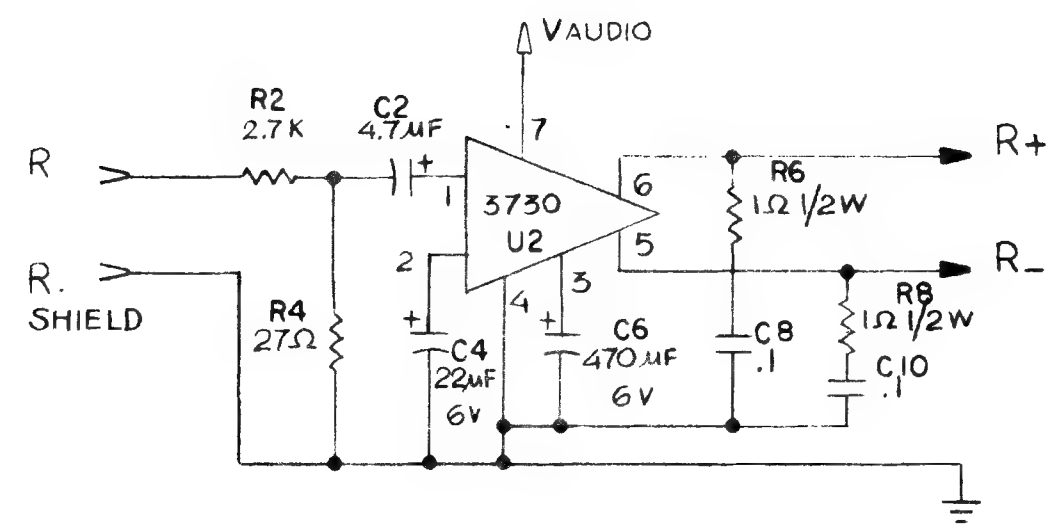 VAUDIO
R2
2.7K
C2
4.7µF
+
7
R
1
3730
U2
6
R6
1Ω 1/2W
R+
2
5
R-
R.
SHIELD
R4
27Ω
+
C4
22µF
6V
4
3
+
C6
470µF
6V
C8
.1
R8
1Ω 1/2W
C10
.1